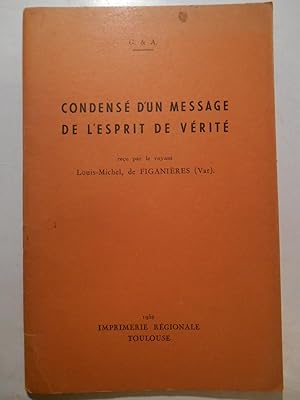 G. & A.
CONDENSÉ D'UN MESSAGE
DE L'ESPRIT DE VÉRITÉ
reçu par le voyant
Louis-Michel, de FIGANIÈRES (Var).
IMPRIMERIE RÉGIONALE
TOULOUSE